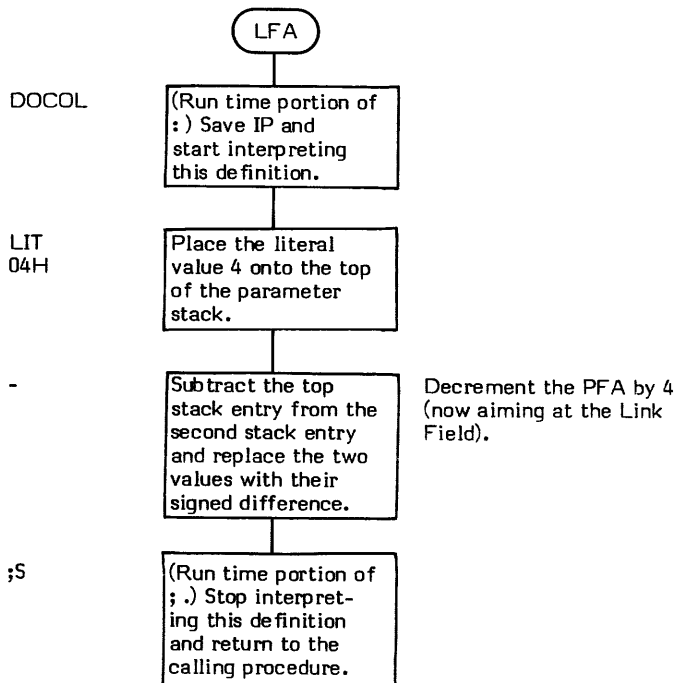 LFA
DOCOL
(Run time portion of
: ) Save IP and
start interpreting
this definition.
LIT
04H
Place the literal
value 4 onto the top
of the parameter
stack.
-
Subtract the top
stack entry from the
second stack entry
and replace the two
values with their
signed difference.
Decrement the PFA by 4
(now aiming at the Link
Field).
;S
(Run time portion of
; .) Stop interpret-
ing this definition
and return to the
calling procedure.